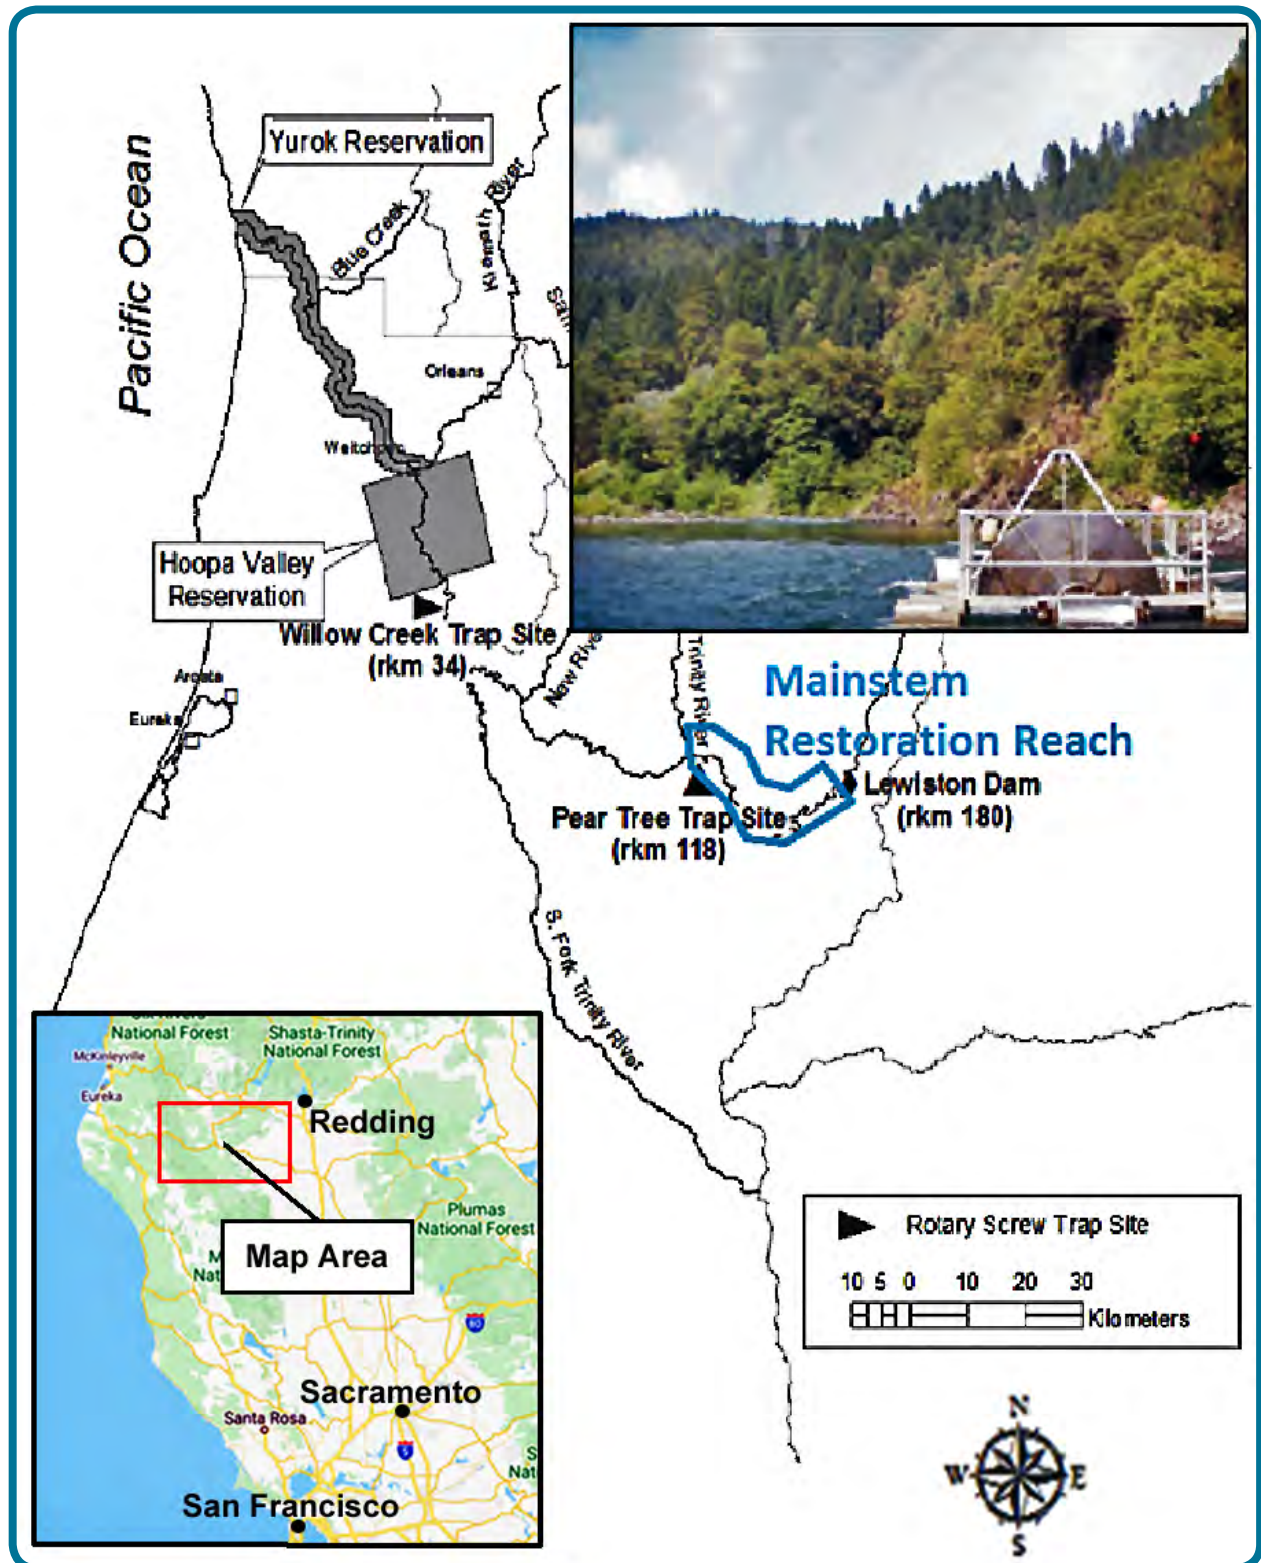 Pacific Ocean
Yurok Reservation
Blue Creek
Klamath River
Orleans
Hoopa Valley
Reservation
Willow Creek Trap Site
(rkm 34)
Arcata
Eureka
New River
Trinity River
Mainstem
Restoration Reach
Lewiston Dam
(rkm 180)
Pear Tree Trap Site
(rkm 118)
S. Fork Trinity River
National Forest
Shasta-Trinity
National Forest
McKinleyville
Eureka
Redding
Map Area
Plumas
National Forest
80
Sacramento
Santa Rosa
5
San Francisco
Rotary Screw Trap Site
10 5 0 10 20 30
Kilometers
N
W E
S